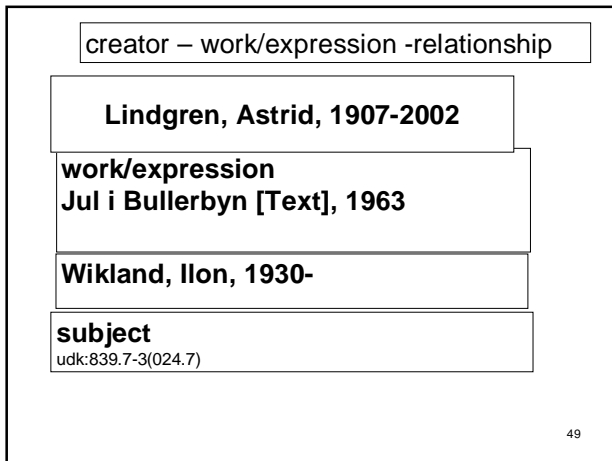 creator – work/expression -relationship
Lindgren, Astrid, 1907-2002
work/expression
Jul i Bullerbyn [Text], 1963
Wikland, Ilon, 1930-
subject
udk:839.7-3(024.7)
49